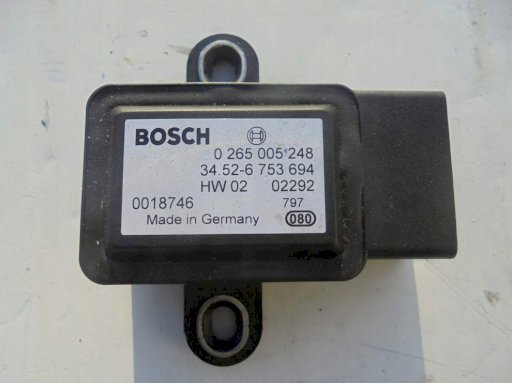 BOSCH
0 265 005 248
34.52-6 753 694
HW 02 02292
0018746 797
Made in Germany 080